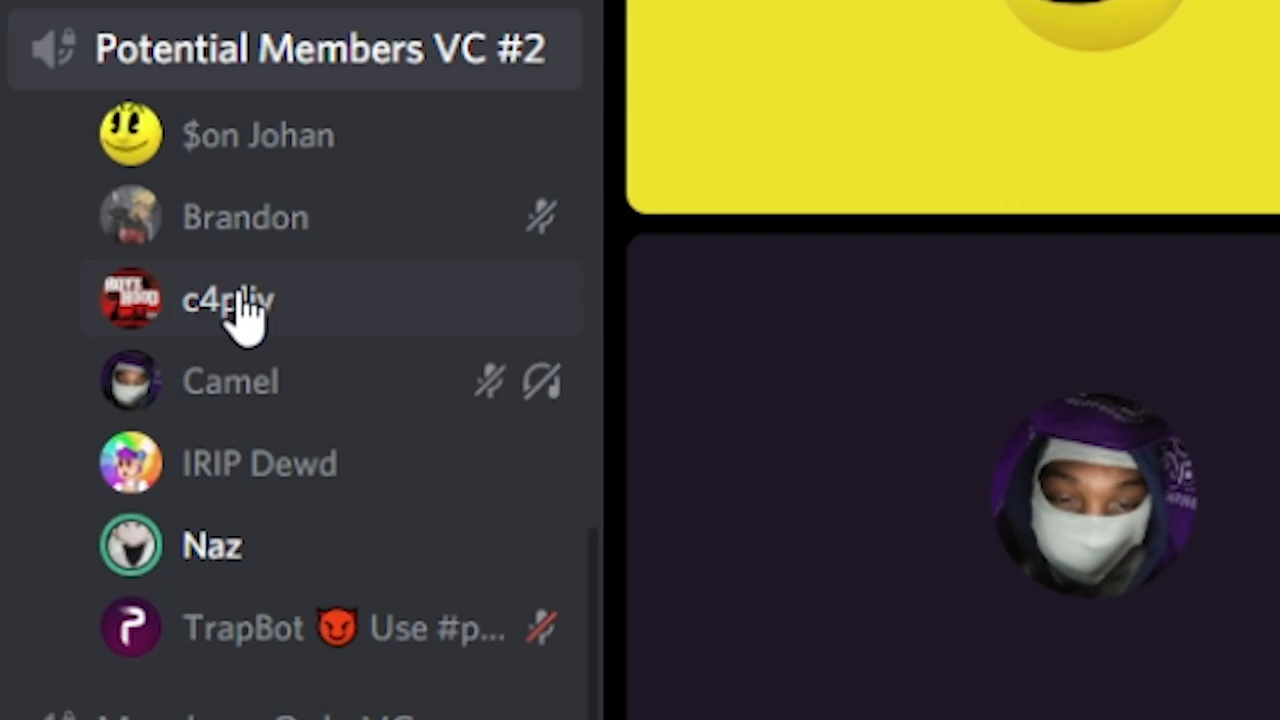 Potential Members VC #2
$on Johan
Brandon
Camel
IRIP Dewd
Naz
TrapBot 😈 Use #p...